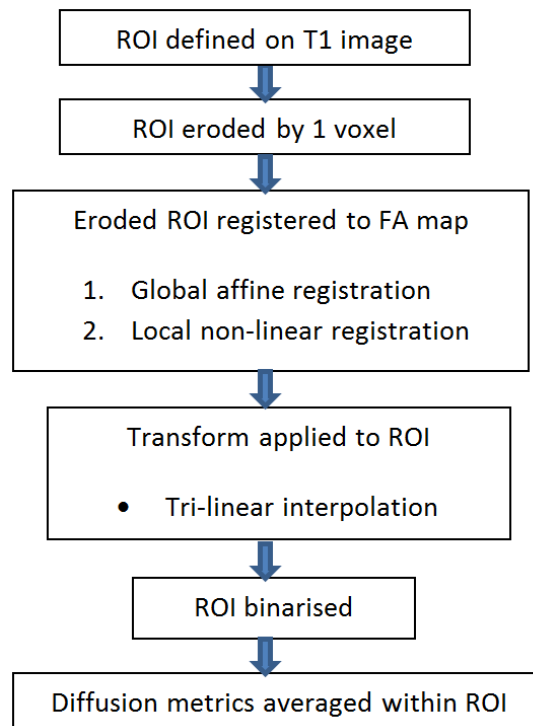 ROI defined on T1 image
ROI eroded by 1 voxel
Eroded ROI registered to FA map
1. Global affine registration
2. Local non-linear registration
Transform applied to ROI
• Tri-linear interpolation
ROI binarised
Diffusion metrics averaged within ROI